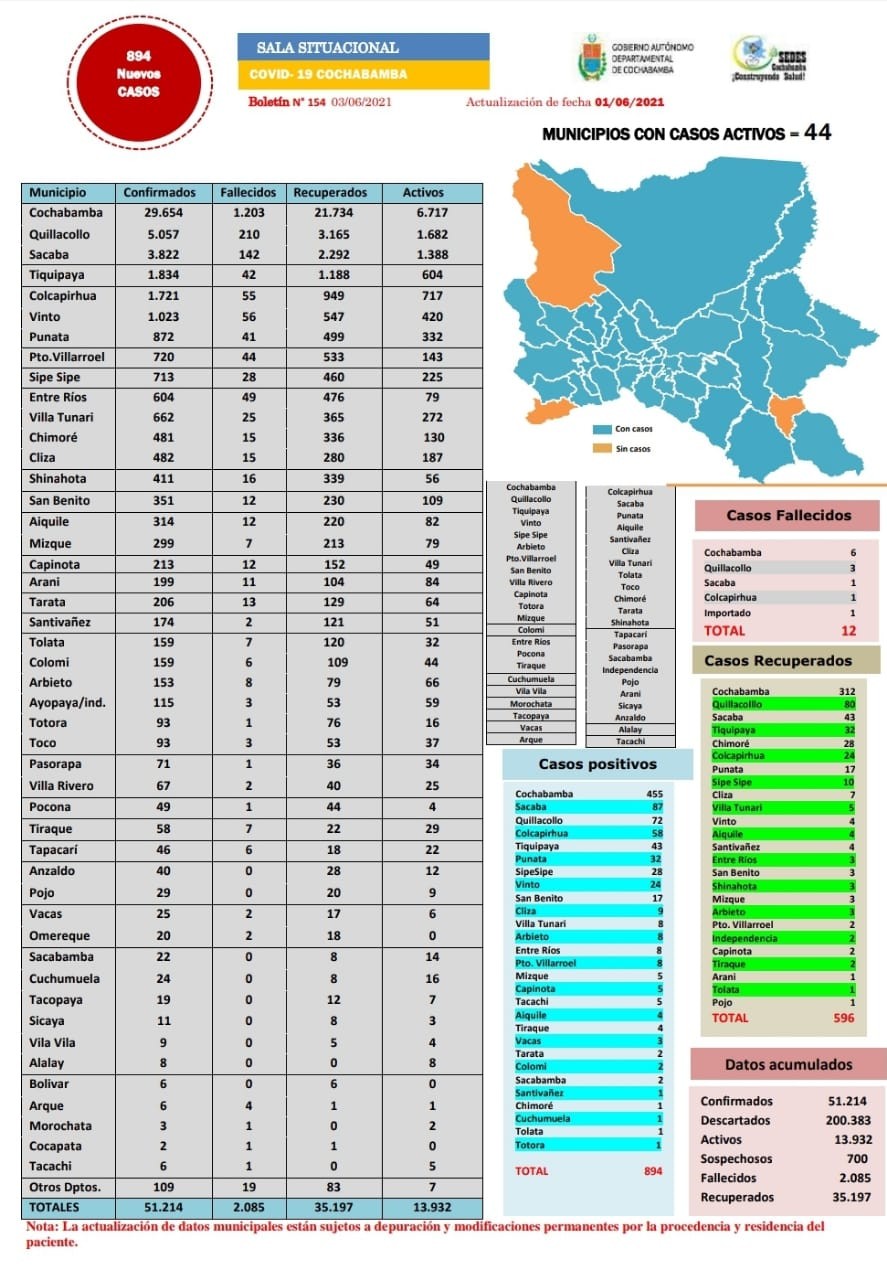 894
Nuevos
CASOS
SALA SITUACIONAL
COVID- 19 COCHABAMBA
GOBIERNO AUTÓNOMO
DEPARTAMENTAL
DE COCHABAMBA
SEDES
Cochabamba
¡Construyendo Salud!
Boletín N° 154 03/06/2021
Actualización de fecha 01/06/2021
MUNICIPIOS CON CASOS ACTIVOS = 44
Municipio Confirmados Fallecidos Recuperados Activos
Cochabamba 29.654 1.203 21.734 6.717
Quillacollo 5.057 210 3.165 1.682
Sacaba 3.822 142 2.292 1.388
Tiquipaya 1.834 42 1.188 604
Colcapirhua 1.721 55 949 717
Vinto 1.023 56 547 420
Punata 872 41 499 332
Pto.Villarroel 720 44 533 143
Sipe Sipe 713 28 460 225
Entre Ríos 604 49 476 79
Villa Tunari 662 25 365 272
Chimoré 481 15 336 130
Cliza 482 15 280 187
Shinahota 411 16 339 56
San Benito 351 12 230 109
Aiquile 314 12 220 82
Mizque 299 7 213 79
Capinota 213 12 152 49
Arani 199 11 104 84
Tarata 206 13 129 64
Santivañez 174 2 121 51
Tolata 159 7 120 32
Colomi 159 6 109 44
Arbieto 153 8 79 66
Ayopaya/ind. 115 3 53 59
Totora 93 1 76 16
Toco 93 3 53 37
Pasorapa 71 1 36 34
Villa Rivero 67 2 40 25
Pocona 49 1 44 4
Tiraque 58 7 22 29
Tapacarí 46 6 18 22
Anzaldo 40 0 28 12
Pojo 29 0 20 9
Vacas 25 2 17 6
Omereque 20 2 18 0
Sacabamba 22 0 8 14
Cuchumuela 24 0 8 16
Tacopaya 19 0 12 7
Sicaya 11 0 8 3
Vila Vila 9 0 5 4
Alalay 8 0 0 8
Bolivar 6 0 6 0
Arque 6 4 1 1
Morochata 3 1 0 2
Cocapata 2 1 1 0
Tacachi 6 1 0 5
Otros Dptos. 109 19 83 7
TOTALES 51.214 2.085 35.197 13.932
Con casos
Sin casos
Cochabamba
Quillacollo
Tiquipaya
Vinto
Sipe Sipe
Arbieto
Pto.Villarroel
San Benito
Villa Rivero
Capinota
Totora
Mizque
Colomi
Entre Ríos
Pocona
Tiraque
Cuchumuela
Vila Vila
Morochata
Tacopaya
Vacas
Arque
Colcapirhua
Sacaba
Punata
Aiquile
Santivañez
Cliza
Villa Tunari
Tolata
Toco
Chimoré
Tarata
Shinahota
Tapacarí
Pasorapa
Sacabamba
Independencia
Pojo
Arani
Sicaya
Anzaldo
Alalay
Tacachi
Casos positivos
Cochabamba 455
Sacaba 87
Quillacollo 72
Colcapirhua 58
Tiquipaya 43
Punata 32
SipeSipe 28
Vinto 24
San Benito 17
Cliza 9
Villa Tunari 8
Arbieto 8
Entre Ríos 8
Pto. Villarroel 8
Mizque 5
Capinota 5
Tacachi 5
Aiquile 4
Tiraque 4
Vacas 3
Tarata 2
Colomi 2
Sacabamba 2
Santivañez 1
Chimoré 1
Cuchumuela 1
Tolata 1
Totora 1
TOTAL 894
Casos Fallecidos
Cochabamba 6
Quillacollo 3
Sacaba 1
Colcapirhua 1
Importado 1
TOTAL 12
Casos Recuperados
Cochabamba 312
Quillacolllo 80
Sacaba 43
Tiquipaya 32
Chimoré 28
Colcapirhua 24
Punata 17
Sipe Sipe 10
Cliza 7
Villa Tunari 5
Vinto 4
Aiquile 4
Santivañez 4
Entre Ríos 3
San Benito 3
Shinahota 3
Mizque 3
Arbieto 3
Pto. Villarroel 2
Independencia 2
Capinota 2
Tiraque 2
Arani 1
Tolata 1
Pojo 1
TOTAL 596
Datos acumulados
Confirmados 51.214
Descartados 200.383
Activos 13.932
Sospechosos 700
Fallecidos 2.085
Recuperados 35.197
Nota: La actualización de datos municipales están sujetos a depuración y modificaciones permanentes por la procedencia y residencia del
paciente.